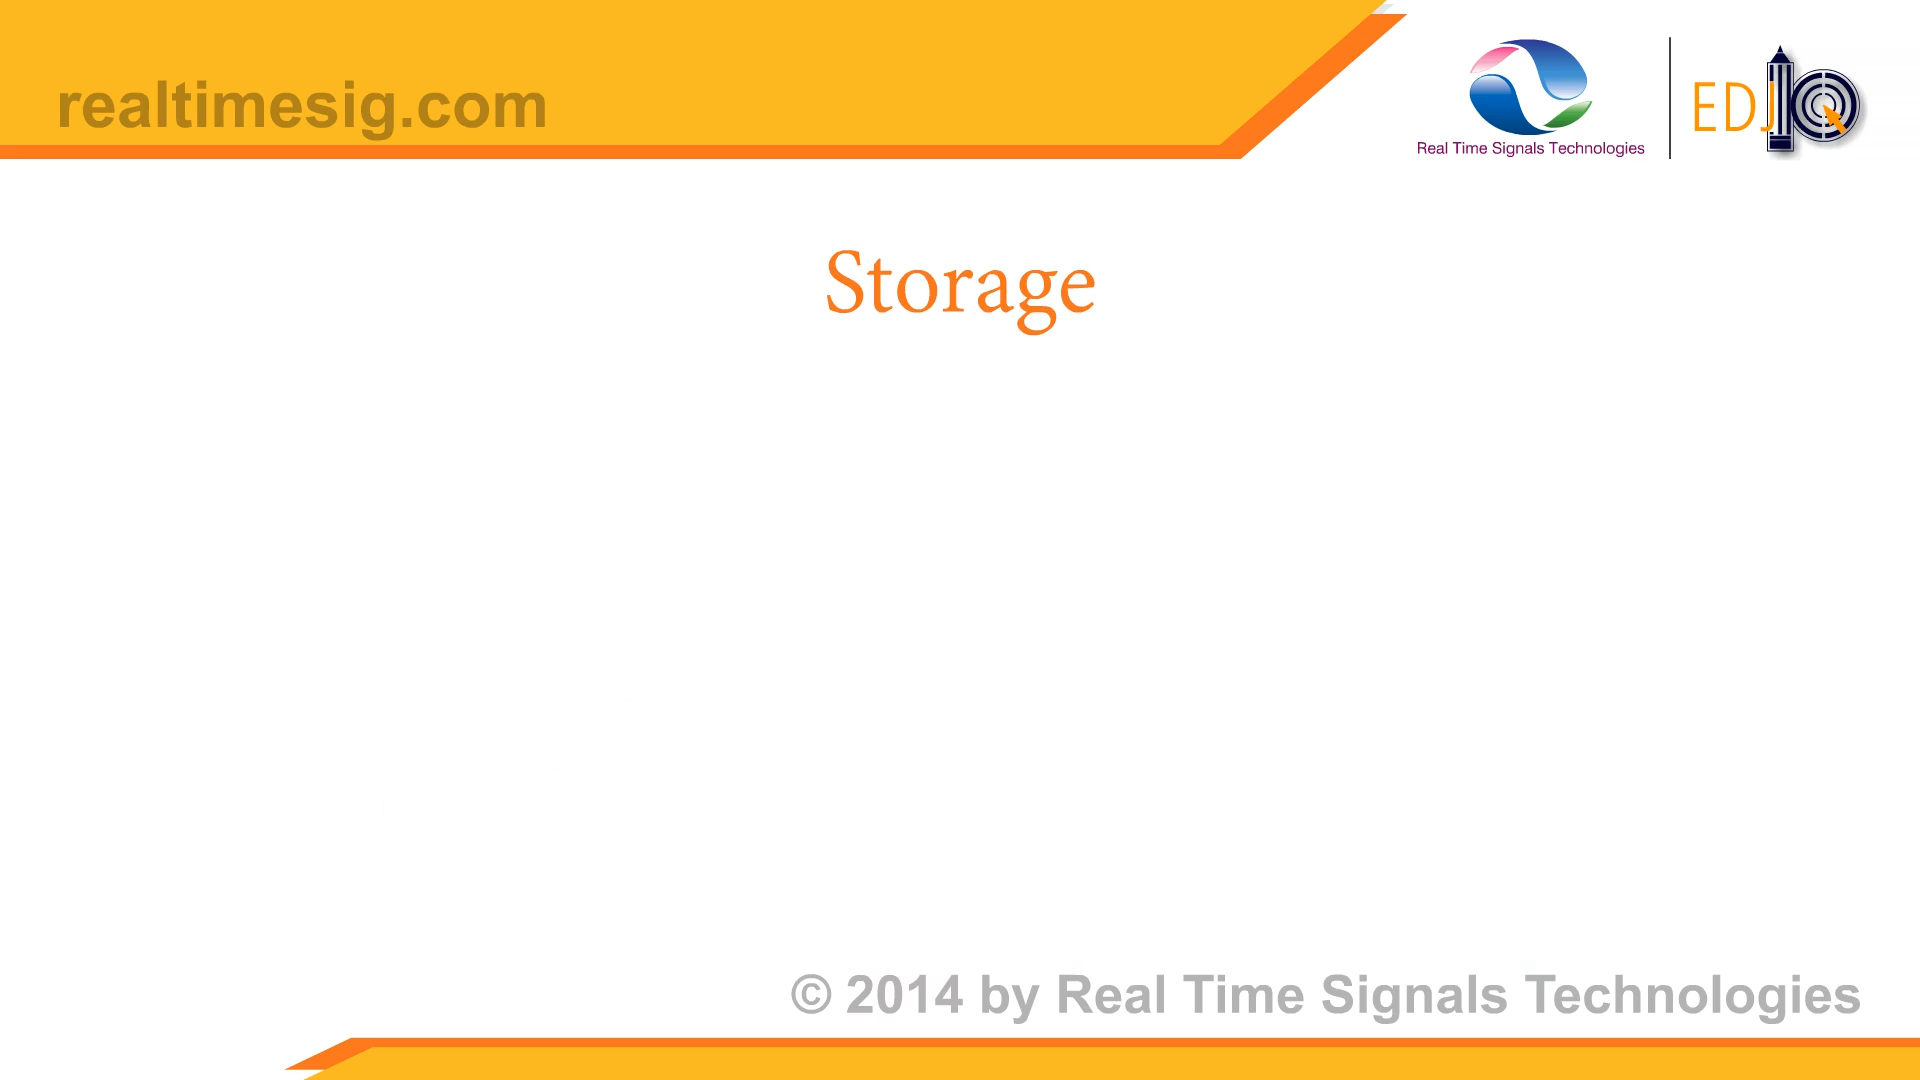 realtimesig.com
Real Time Signals Technologies
EDJ
Storage
© 2014 by Real Time Signals Technologies